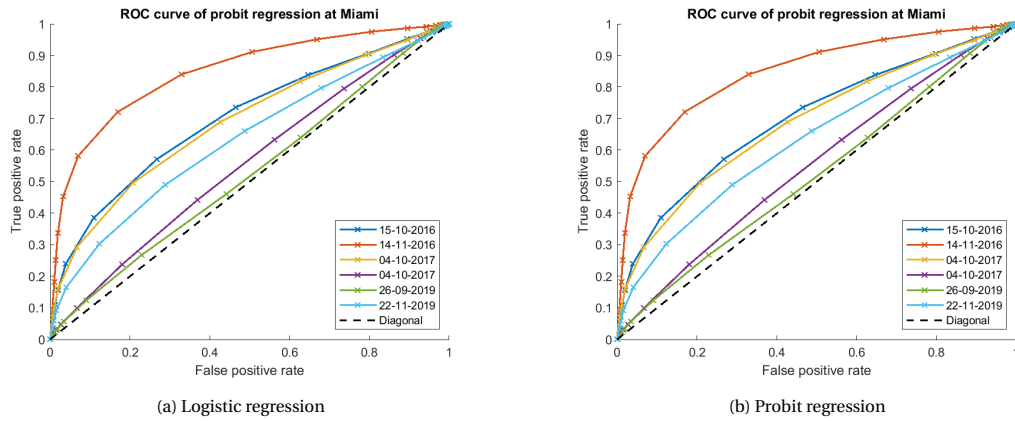 ROC curve of probit regression at Miami
True positive rate
1
0.9
0.8
0.7
0.6
0.5
0.4
0.3
0.2
0.1
0
0 0.2 0.4 0.6 0.8 1
False positive rate
15-10-2016
14-11-2016
04-10-2017
04-10-2017
26-09-2019
22-11-2019
Diagonal
(a) Logistic regression
ROC curve of probit regression at Miami
True positive rate
1
0.9
0.8
0.7
0.6
0.5
0.4
0.3
0.2
0.1
0
0 0.2 0.4 0.6 0.8 1
False positive rate
15-10-2016
14-11-2016
04-10-2017
04-10-2017
26-09-2019
22-11-2019
Diagonal
(b) Probit regression